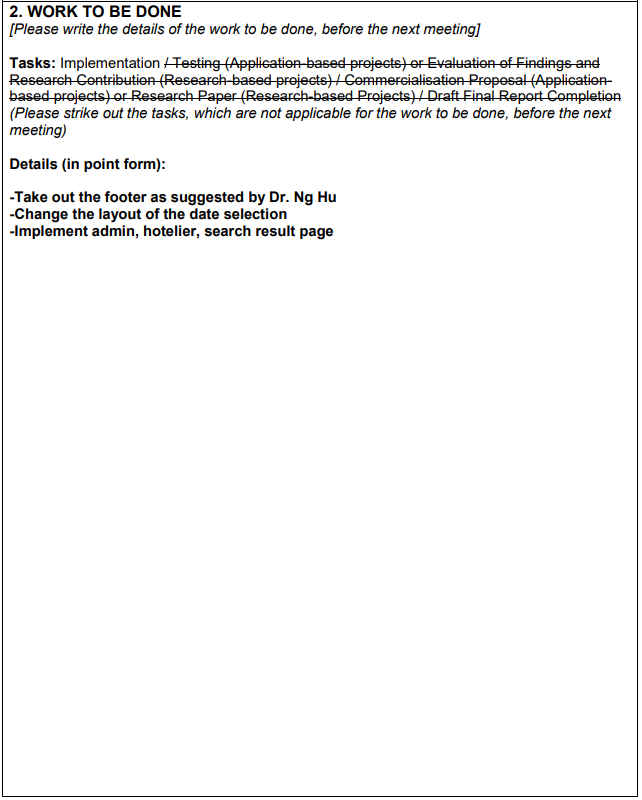 2. WORK TO BE DONE
[Please write the details of the work to be done, before the next meeting]
Tasks: Implementation / Testing (Application-based projects) or Evaluation of Findings and
Research Contribution (Research-based projects) / Commercialisation Proposal (Application-
based projects) or Research Paper (Research-based Projects) / Draft Final Report Completion
(Please strike out the tasks, which are not applicable for the work to be done, before the next
meeting)
Details (in point form):
-Take out the footer as suggested by Dr. Ng Hu
-Change the layout of the date selection
-Implement admin, hotelier, search result page